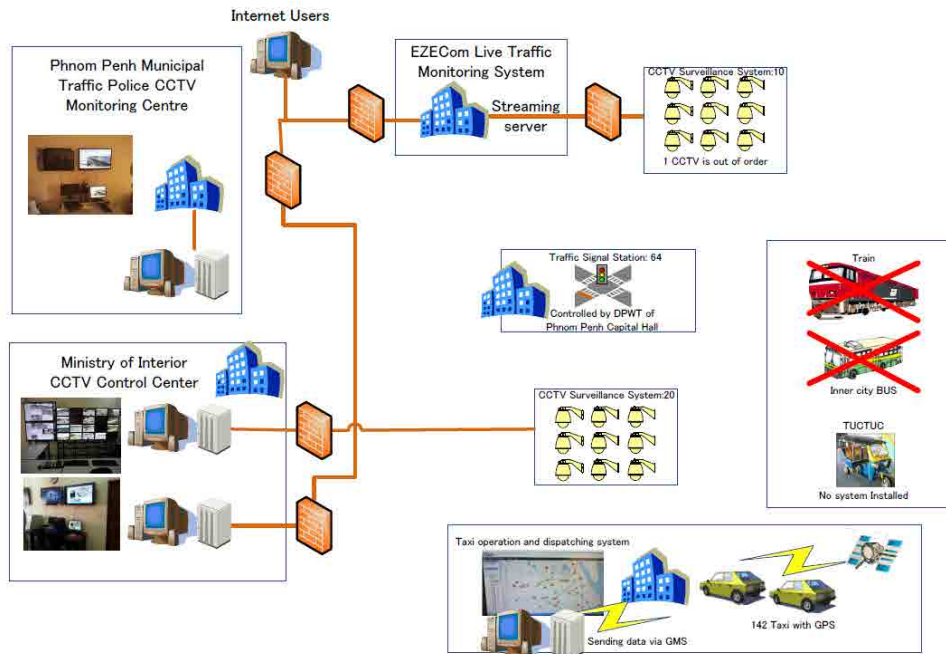 Internet Users
Phnom Penh Municipal
Traffic Police CCTV
Monitoring Centre
EZECom Live Traffic
Monitoring System
Streaming
server
CCTV Surveillance System:10
1 CCTV is out of order
Traffic Signal Station: 64
Controlled by DPWT of
Phnom Penh Capital Hall
Train
Inner city BUS
TUCTUC
No system Installed
Ministry of Interior
CCTV Control Center
CCTV Surveillance System:20
Taxi operation and dispatching system
Sending data via GMS
142 Taxi with GPS